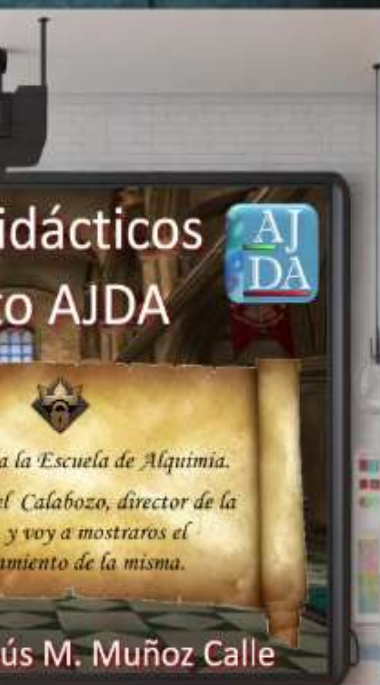 idácticos
AJ
DA
to AJDA
a la Escuela de Alquimia.
el Calabozo, director de la
y voy a mostraros el
amiento de la misma.
ús M. Muñoz Calle